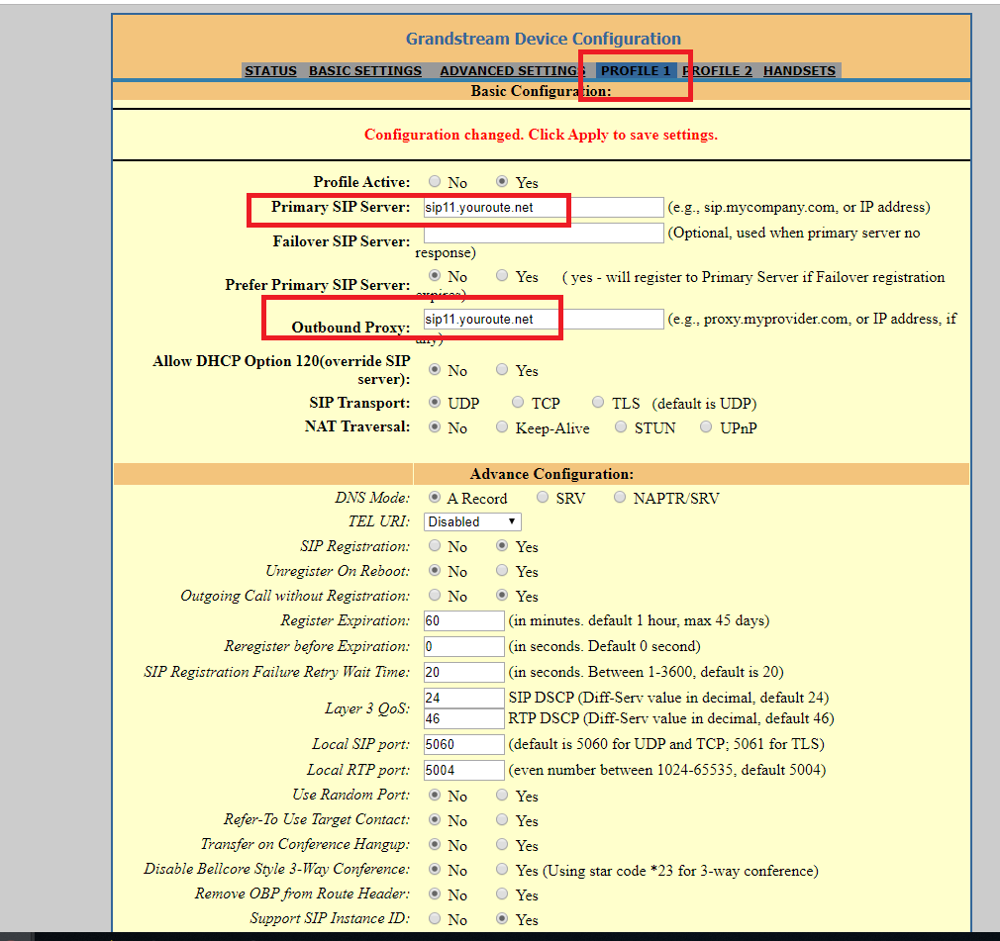 Grandstream Device Configuration
STATUS BASIC SETTINGS ADVANCED SETTINGS PROFILE 1 PROFILE 2 HANDSETS
Basic Configuration:
Configuration changed. Click Apply to save settings.
Profile Active: No Yes
Primary SIP Server: sip11.youroute.net (e.g., sip.mycompany.com, or IP address)
Failover SIP Server: (Optional, used when primary server no
response)
Prefer Primary SIP Server: No Yes ( yes - will register to Primary Server if Failover registration
expires)
Outbound Proxy: sip11.youroute.net (e.g., proxy.myprovider.com, or IP address, if
any)
Allow DHCP Option 120(override SIP
server): No Yes
SIP Transport: UDP TCP TLS (default is UDP)
NAT Traversal: No Keep-Alive STUN UPnP
Advance Configuration:
DNS Mode: A Record SRV NAPTR/SRV
TEL URI: Disabled
SIP Registration: No Yes
Unregister On Reboot: No Yes
Outgoing Call without Registration: No Yes
Register Expiration: 60 (in minutes. default 1 hour, max 45 days)
Reregister before Expiration: 0 (in seconds. Default 0 second)
SIP Registration Failure Retry Wait Time: 20 (in seconds. Between 1-3600, default is 20)
Layer 3 QoS: 24 SIP DSCP (Diff-Serv value in decimal, default 24)
46 RTP DSCP (Diff-Serv value in decimal, default 46)
Local SIP port: 5060 (default is 5060 for UDP and TCP; 5061 for TLS)
Local RTP port: 5004 (even number between 1024-65535, default 5004)
Use Random Port: No Yes
Refer-To Use Target Contact: No Yes
Transfer on Conference Hangup: No Yes
Disable Bellcore Style 3-Way Conference: No Yes (Using star code *23 for 3-way conference)
Remove OBP from Route Header: No Yes
Support SIP Instance ID: No Yes